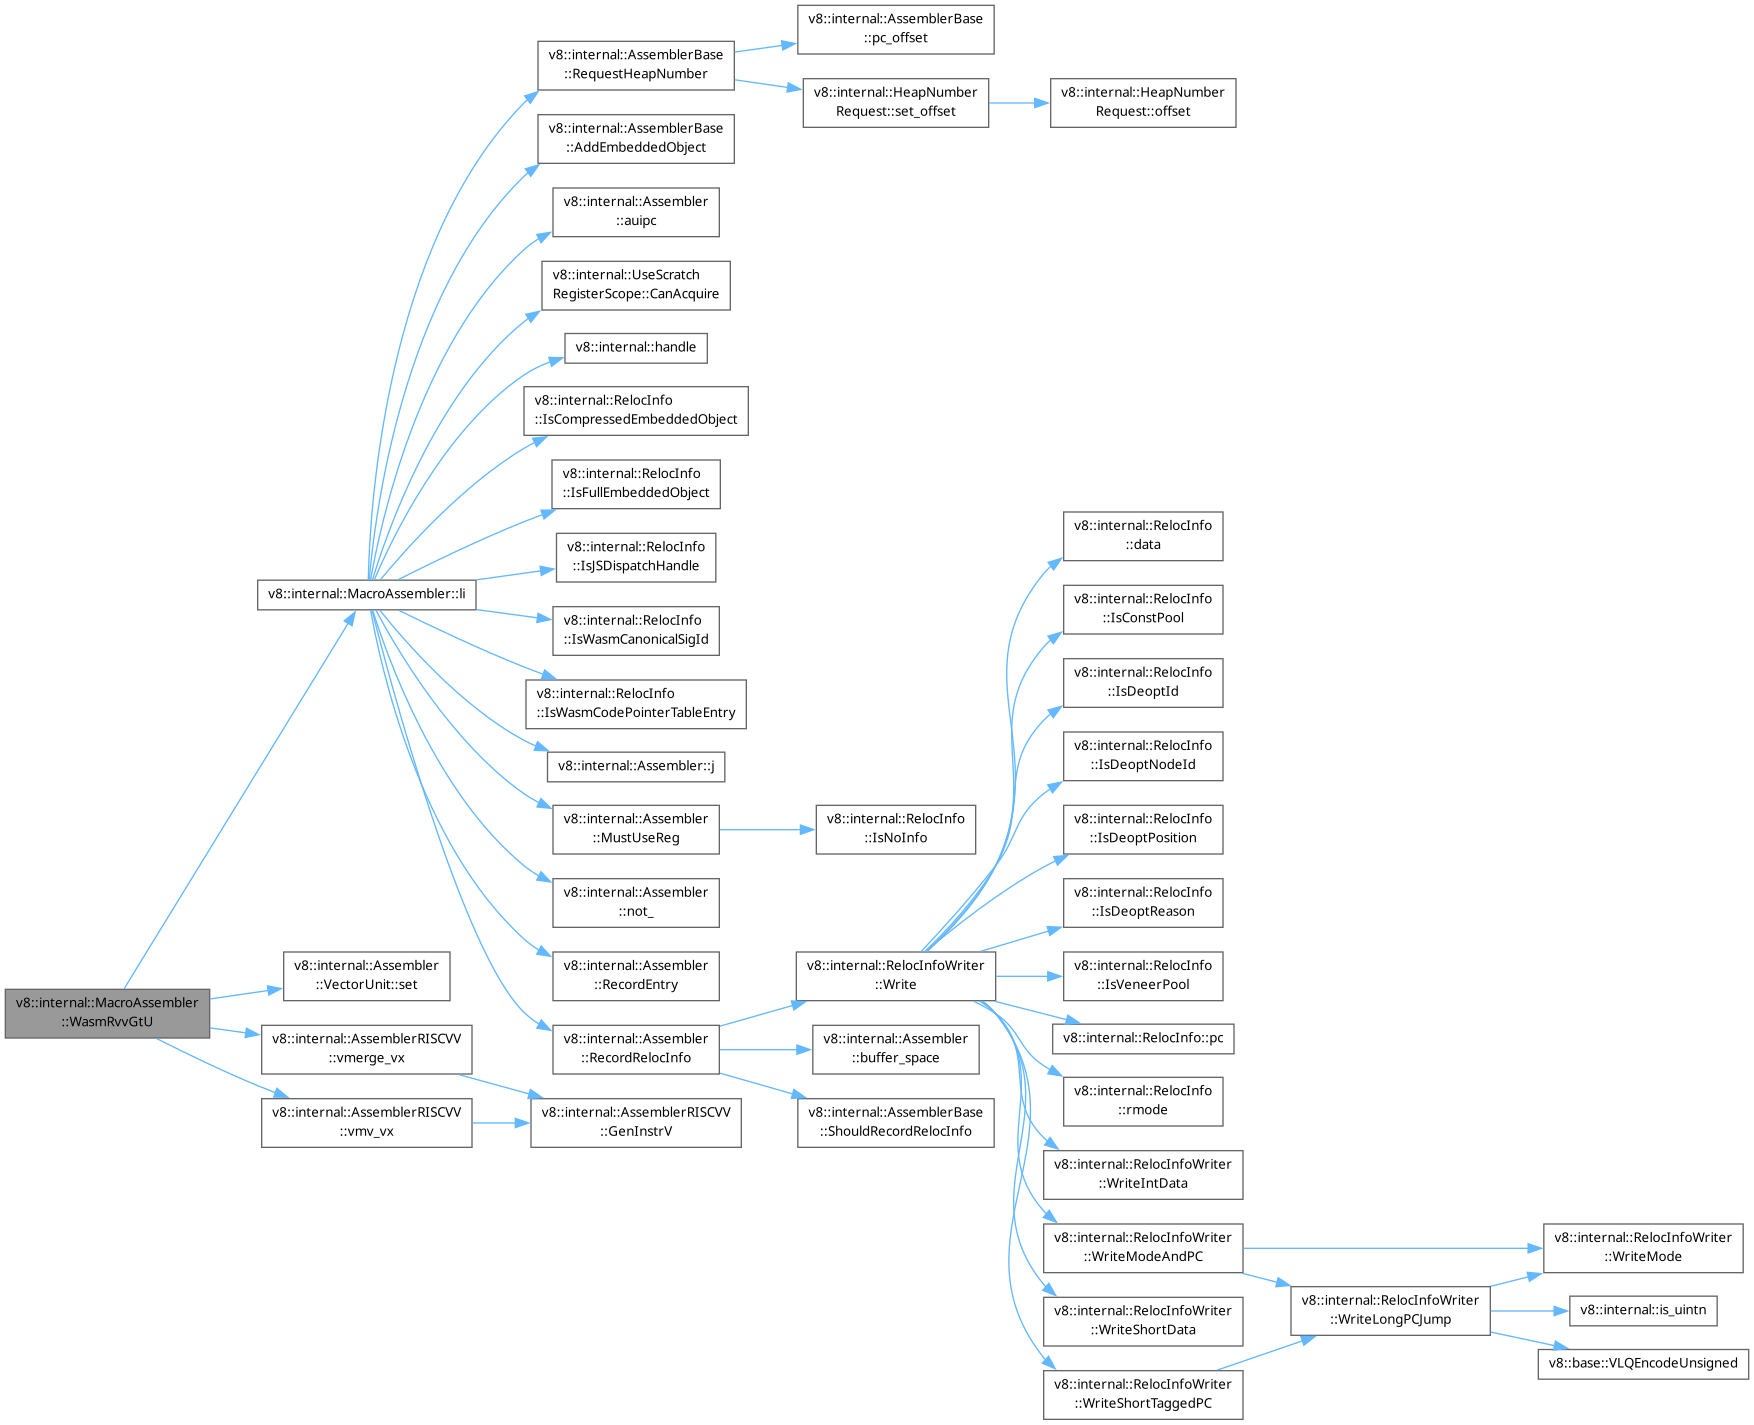 v8::internal::MacroAssembler
::WasmRvvGtU
v8::internal::MacroAssembler::li
v8::internal::Assembler
::VectorUnit::set
v8::internal::AssemblerRISCVV
::vmerge_vx
v8::internal::AssemblerRISCVV
::vmv_vx
v8::internal::AssemblerBase
::RequestHeapNumber
v8::internal::AssemblerBase
::AddEmbeddedObject
v8::internal::Assembler
::auipc
v8::internal::UseScratch
RegisterScope::CanAcquire
v8::internal::handle
v8::internal::RelocInfo
::IsCompressedEmbeddedObject
v8::internal::RelocInfo
::IsFullEmbeddedObject
v8::internal::RelocInfo
::IsJSDispatchHandle
v8::internal::RelocInfo
::IsWasmCanonicalSigId
v8::internal::RelocInfo
::IsWasmCodePointerTableEntry
v8::internal::Assembler::j
v8::internal::Assembler
::MustUseReg
v8::internal::Assembler
::not_
v8::internal::Assembler
::RecordEntry
v8::internal::Assembler
::RecordRelocInfo
v8::internal::AssemblerRISCVV
::GenInstrV
v8::internal::AssemblerBase
::pc_offset
v8::internal::HeapNumber
Request::set_offset
v8::internal::HeapNumber
Request::offset
v8::internal::RelocInfo
::IsNoInfo
v8::internal::RelocInfoWriter
::Write
v8::internal::Assembler
::buffer_space
v8::internal::AssemblerBase
::ShouldRecordRelocInfo
v8::internal::RelocInfo
::data
v8::internal::RelocInfo
::IsConstPool
v8::internal::RelocInfo
::IsDeoptId
v8::internal::RelocInfo
::IsDeoptNodeId
v8::internal::RelocInfo
::IsDeoptPosition
v8::internal::RelocInfo
::IsDeoptReason
v8::internal::RelocInfo
::IsVeneerPool
v8::internal::RelocInfo::pc
v8::internal::RelocInfo
::rmode
v8::internal::RelocInfoWriter
::WriteIntData
v8::internal::RelocInfoWriter
::WriteModeAndPC
v8::internal::RelocInfoWriter
::WriteShortData
v8::internal::RelocInfoWriter
::WriteShortTaggedPC
v8::internal::RelocInfoWriter
::WriteLongPCJump
v8::internal::RelocInfoWriter
::WriteMode
v8::internal::is_uintn
v8::base::VLQEncodeUnsigned